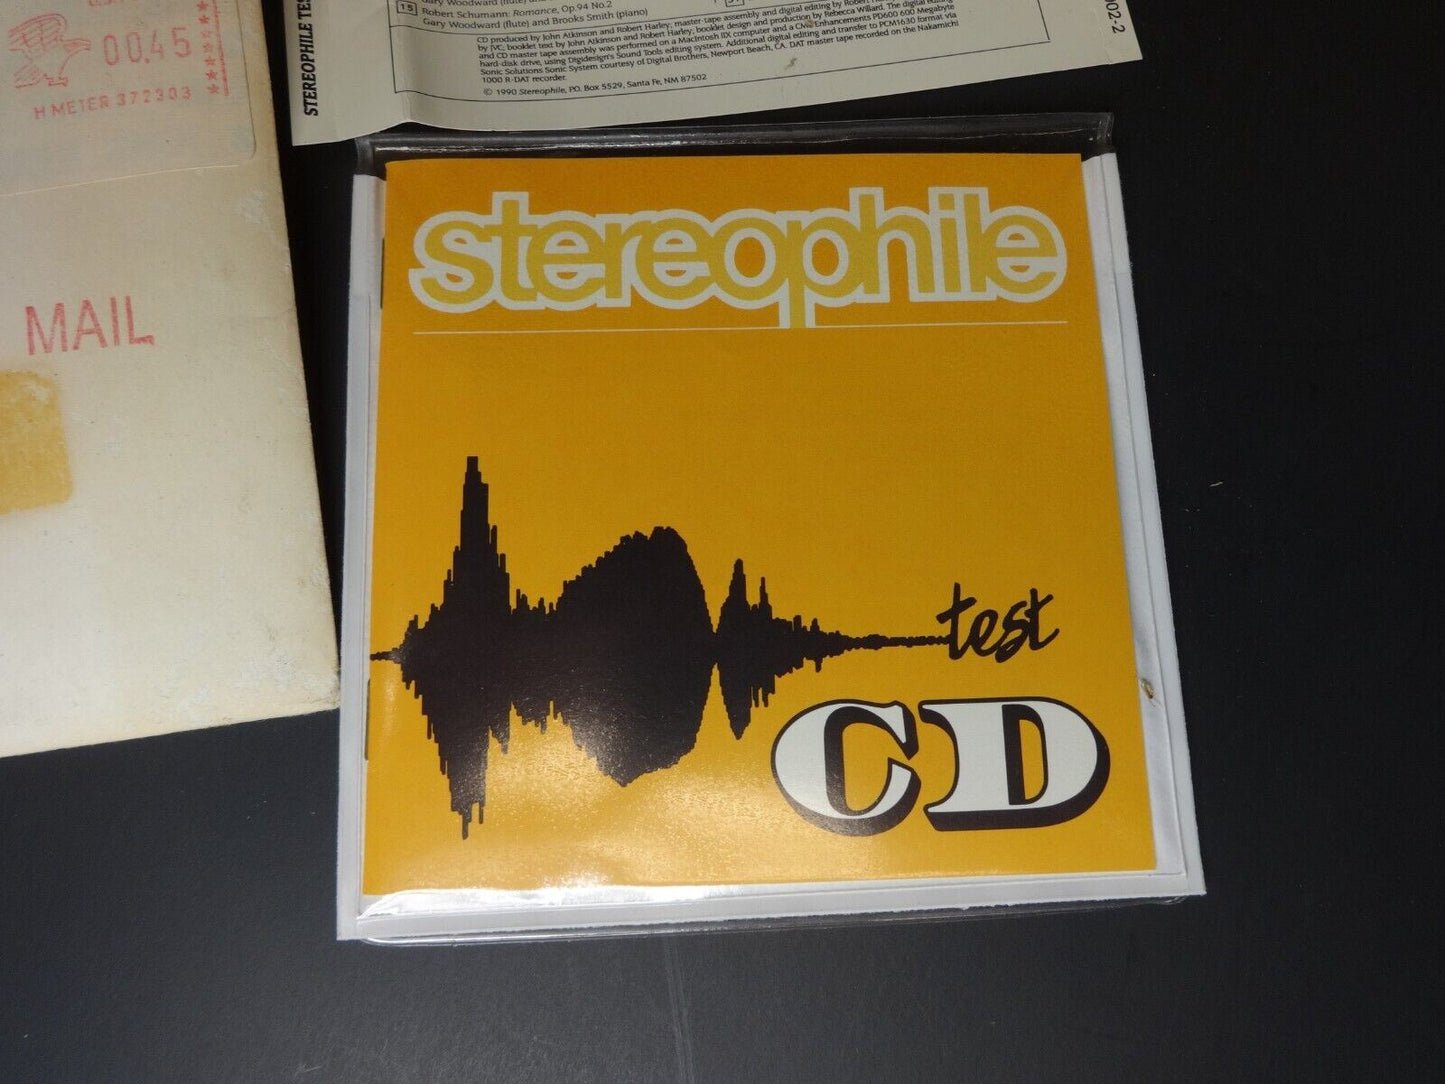 00.45
H METER 372303
MAIL
STEREOPHILE TES
002-2
Gary Woodward (flute) and
15 Robert Schumann: Romance, Op.94 No.2
Gary Woodward (flute) and Brooks Smith (piano)
CD produced by John Atkinson and Robert Harley; master tape assembly and digital editing by Robert
by JVC; booklet text by John Atkinson and Robert Harley; booklet design and production by Rebecca Willard. The digital editing
and CD master tape assembly was performed on a Macintosh IIX computer and a CMS Enhancements PD600 600 Megabyte
hard-disk drive, using Digidesign's Sound Tools editing system. Additional digital editing and transfer to PCM1630 format via
Sonic Solutions Sonic System courtesy of Digital Brothers, Newport Beach, CA. DAT master tape recorded on the Nakamichi
1000 R-DAT recorder.
© 1990 Stereophile, P.O. Box 5529, Santa Fe, NM 87502
stereophile
test
CD